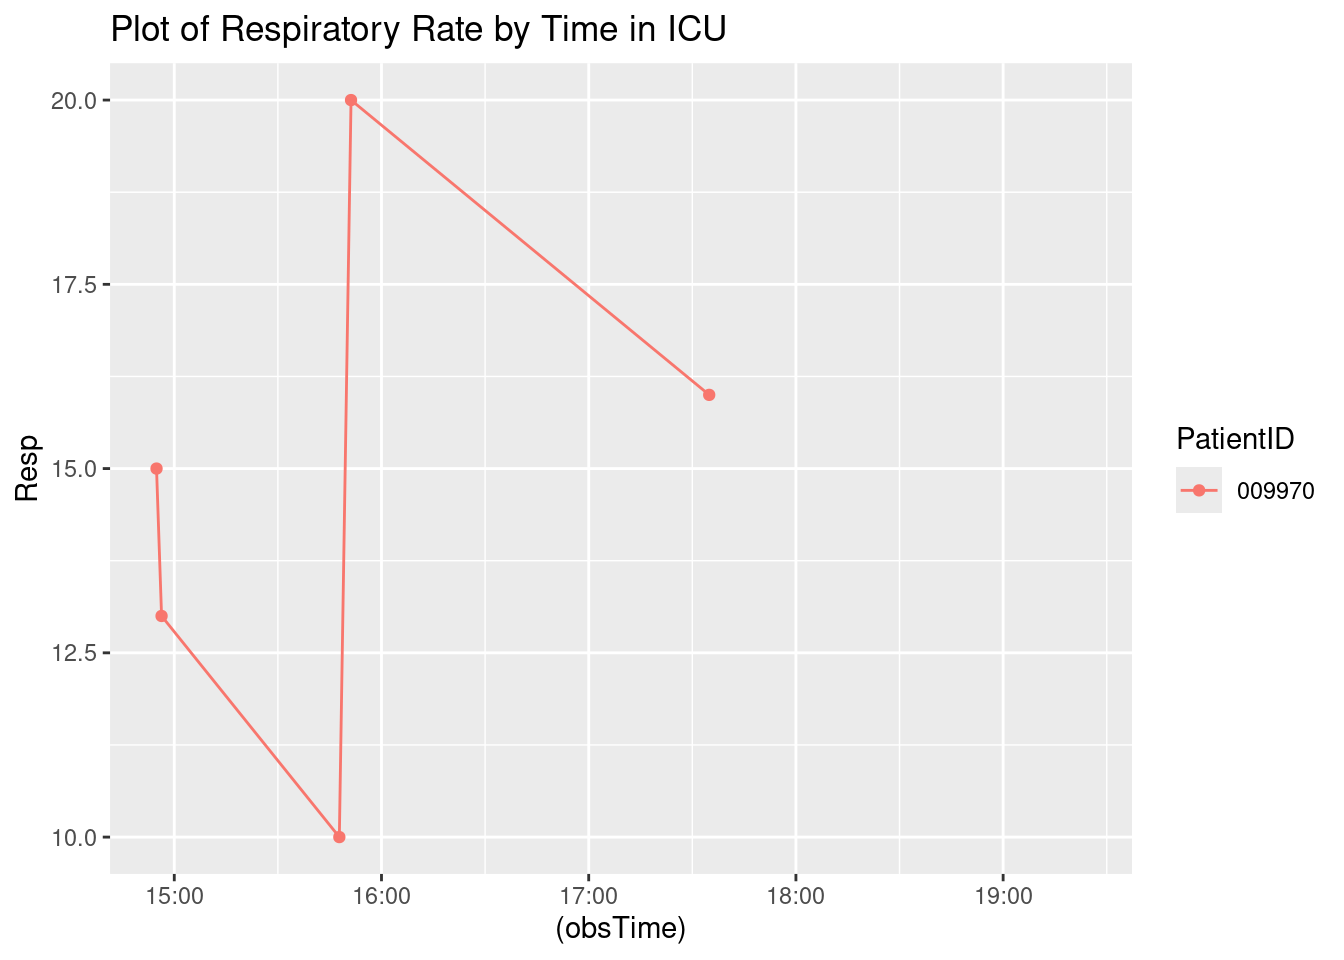 Plot of Respiratory Rate by Time in ICU
20.0
17.5
15.0
12.5
10.0
Resp
15:00 16:00 17:00 18:00 19:00
(obsTime)
PatientID
009970